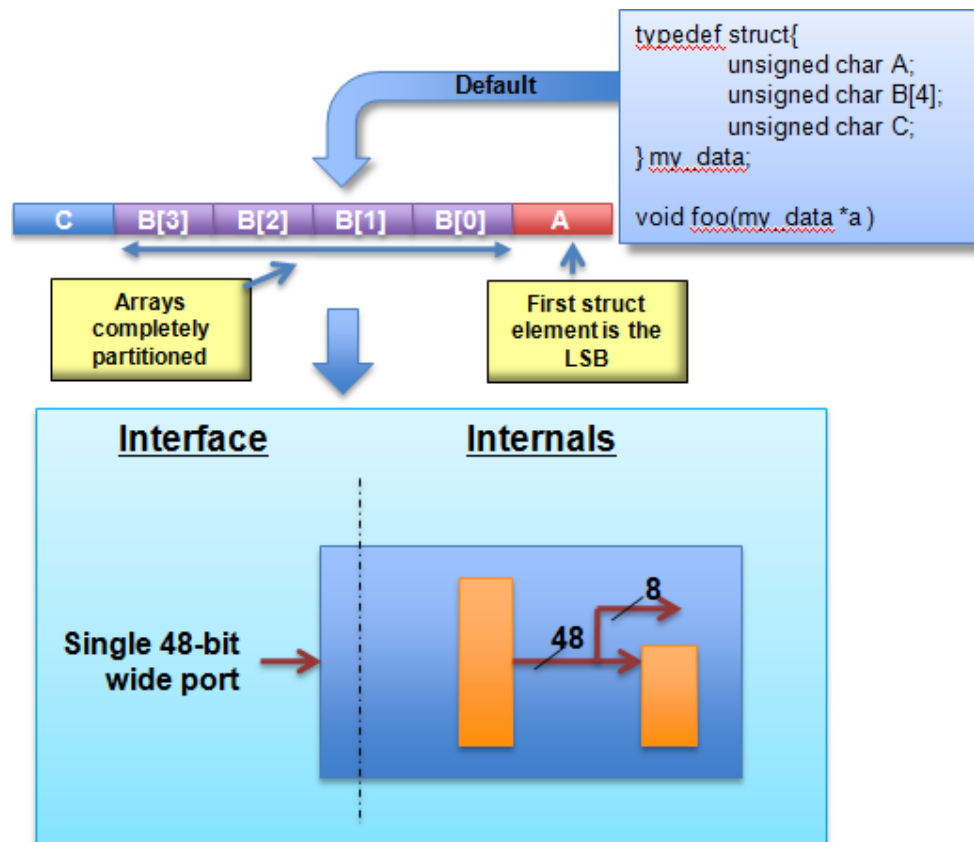 typedef struct{
unsigned char A;
unsigned char B[4];
unsigned char C;
} my_data;
void foo(my_data *a )
Default
C B[3] B[2] B[1] B[0] A
Arrays
completely
partitioned
First struct
element is the
LSB
Interface
Internals
8
48
Single 48-bit
wide port